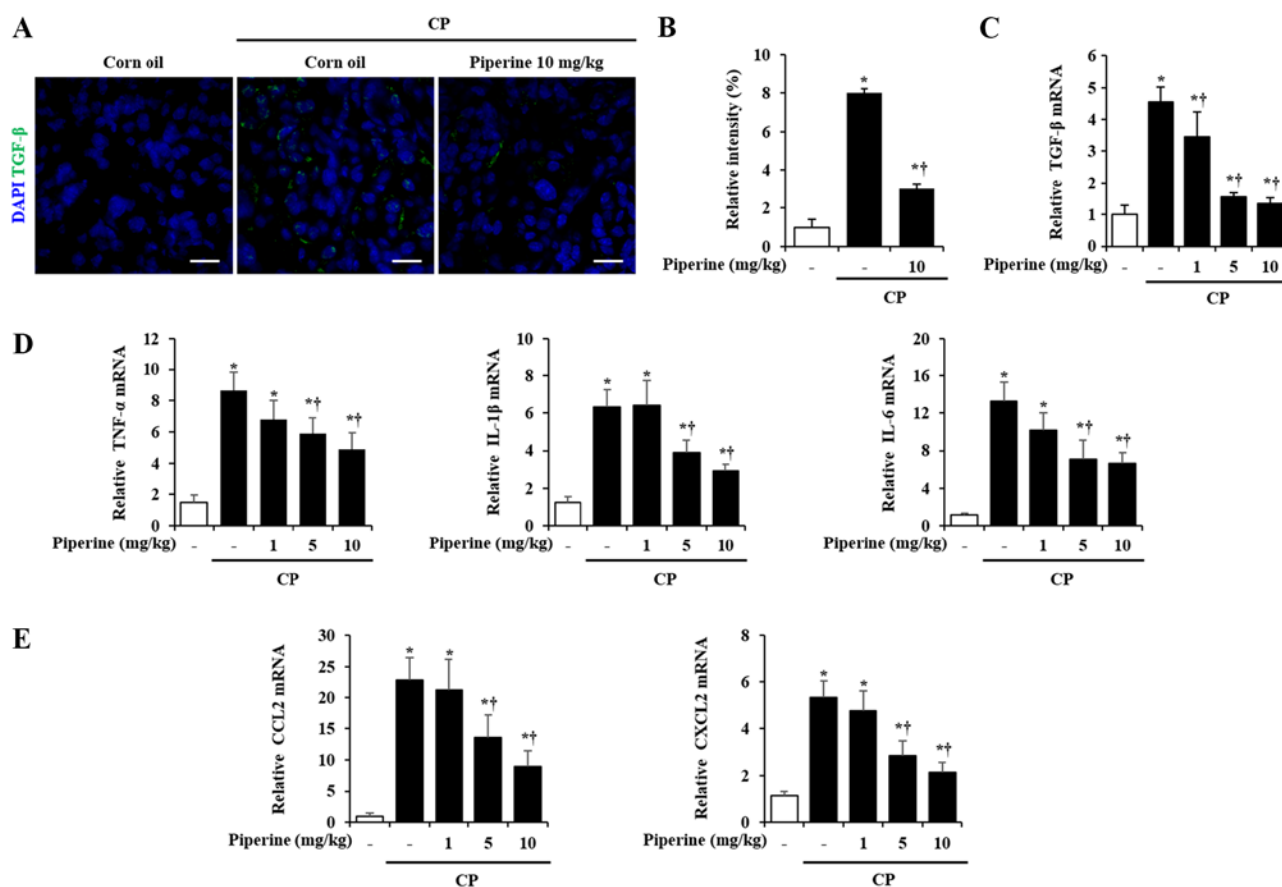 A
CP
Corn oil
Corn oil
Piperine 10 mg/kg
DAPI TGF-β
B
Relative intensity (%)
10
8
6
4
2
0
*
*†
Piperine (mg/kg)
- - 10
CP
C
Relative TGF-β mRNA
6
5
4
3
2
1
0
*
*†
*†
*†
Piperine (mg/kg)
- - 1 5 10
CP
D
Relative TNF-α mRNA
12
10
8
6
4
2
0
*
*
*†
*†
Piperine (mg/kg)
- - 1 5 10
CP
Relative IL-1β mRNA
10
8
6
4
2
0
*
*
*†
*†
Piperine (mg/kg)
- - 1 5 10
CP
Relative IL-6 mRNA
20
16
12
8
4
0
*
*
*†
*†
Piperine (mg/kg)
- - 1 5 10
CP
E
Relative CCL2 mRNA
30
25
20
15
10
5
0
*
*
*†
*†
Piperine (mg/kg)
- - 1 5 10
CP
Relative CXCL2 mRNA
8
6
4
2
0
*
*
*†
*†
Piperine (mg/kg)
- - 1 5 10
CP